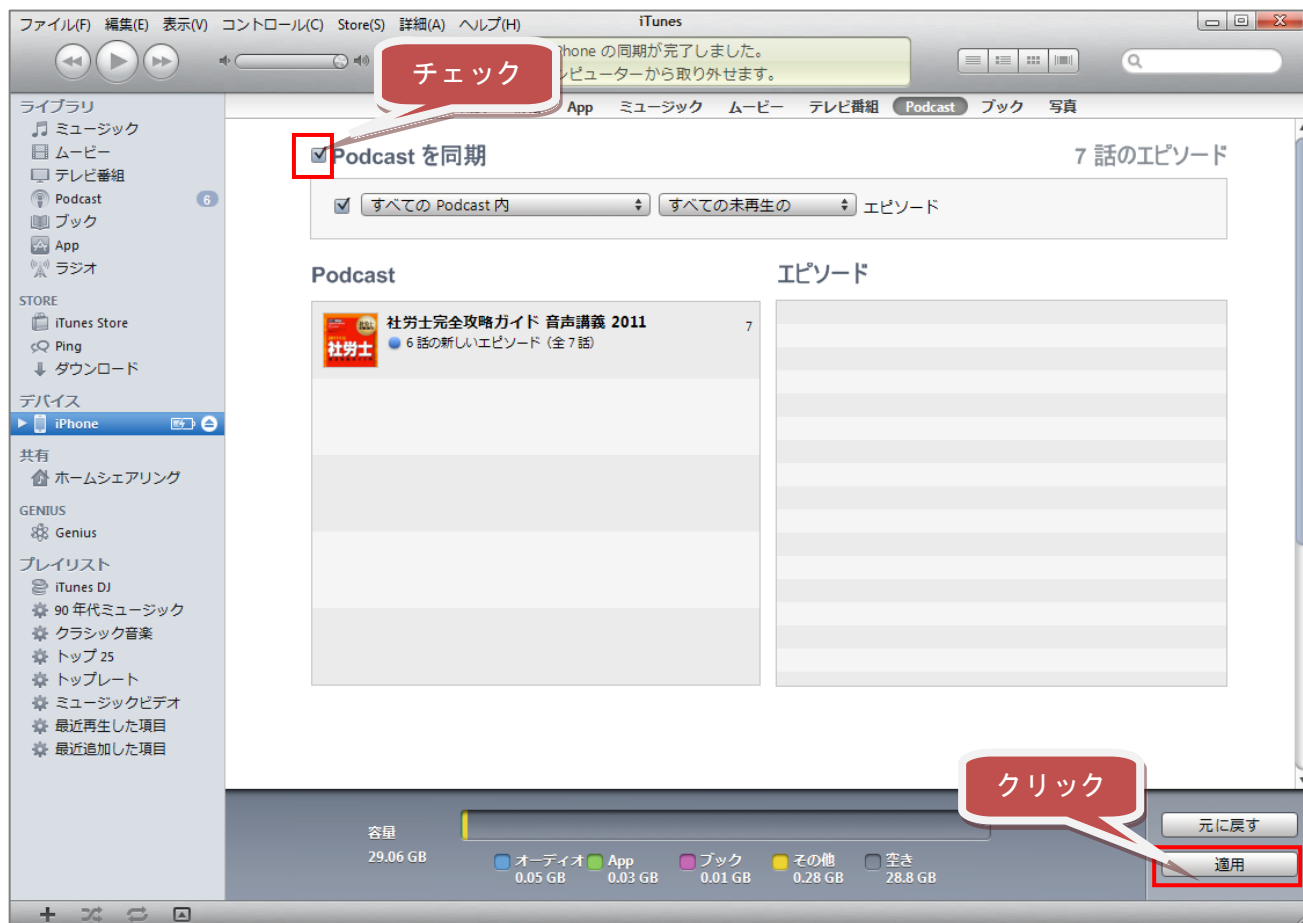 ファイル(F) 編集(E) 表示(V) コントロール(C) Store(S) 詳細(A) ヘルプ(H)
iTunes
の同期が完了しました。
ピューターから取り外せます。
チェック
App ミュージック ムービー テレビ番組 Podcast ブック 写真
ライブラリ
ミュージック
ムービー
テレビ番組
Podcast 6
ブック
App
ラジオ
STORE
iTunes Store
Ping
ダウンロード
デバイス
iPhone
共有
ホームシェアリング
GENIUS
Genius
プレイリスト
iTunes DJ
90 年代ミュージック
クラシック音楽
トップ 25
トップレート
ミュージックビデオ
最近再生した項目
最近追加した項目
Podcast を同期
7 話のエピソード
すべての Podcast 内 すべての未再生の エピソード
Podcast
エピソード
社労士
社労士完全攻略ガイド 音声講義 2011 7
6 話の新しいエピソード（全 7 話）
クリック
容量
29.06 GB
オーディオ App ブック その他 空き
0.05 GB 0.03 GB 0.01 GB 0.28 GB 28.8 GB
元に戻す
適用